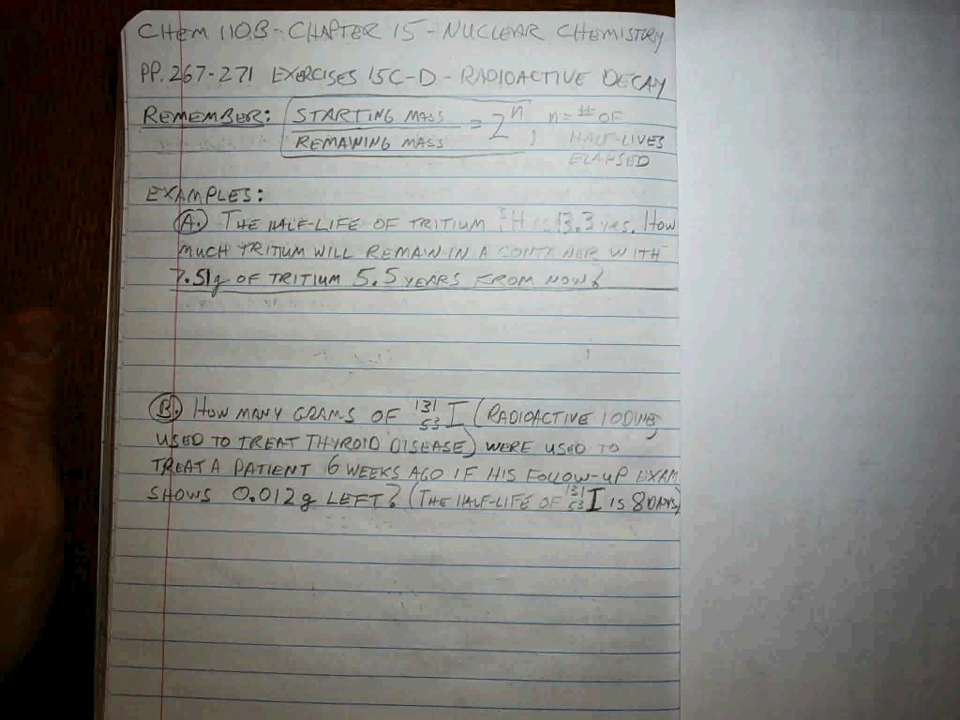 CHEM 110B - CHAPTER 15 - NUCLEAR CHEMISTRY
PP. 267-271 EXERCISES 15C-D - RADIOACTIVE DECAY
REMEMBER: STARTING MASS / REMAINING MASS = 2^n, n = # OF
HALF-LIVES
ELAPSED
EXAMPLES:
A. THE HALF-LIFE OF TRITIUM ³₁H IS 13.3 yrs. HOW
MUCH TRITIUM WILL REMAIN IN A CONTAINER WITH
7.51g OF TRITIUM 5.5 YEARS FROM NOW?
B. HOW MANY GRAMS OF ¹³¹₅₃I (RADIOACTIVE IODINE,
USED TO TREAT THYROID DISEASE) WERE USED TO
TREAT A PATIENT 6 WEEKS AGO IF HIS FOLLOW-UP EXAM
SHOWS 0.012g LEFT? (THE HALF-LIFE OF ¹³¹₅₃I IS 8 DAYS)